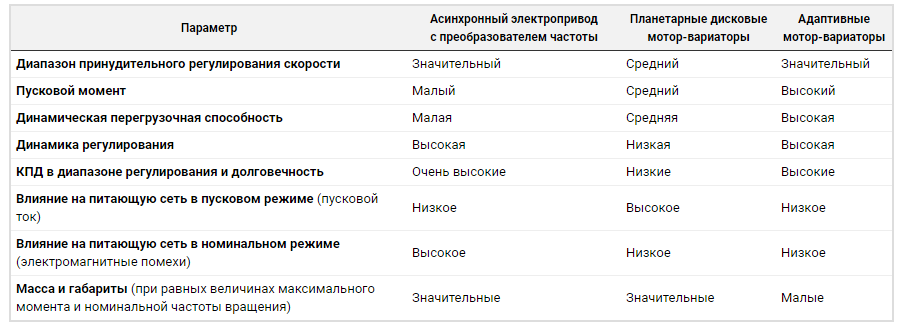 Параметр
Асинхронный электропривод
с преобразователем частоты
Планетарные дисковые
мотор-вариаторы
Адаптивные
мотор-вариаторы
Диапазон принудительного регулирования скорости Значительный Средний Значительный
Пусковой момент Малый Средний Высокий
Динамическая перегрузочная способность Малая Средняя Высокая
Динамика регулирования Высокая Низкая Высокая
КПД в диапазоне регулирования и долговечность Очень высокие Низкие Высокие
Влияние на питающую сеть в пусковом режиме (пусковой
ток)
Низкое Высокое Низкое
Влияние на питающую сеть в номинальном режиме
(электромагнитные помехи)
Высокое Низкое Низкое
Масса и габариты (при равных величинах максимального
момента и номинальной частоты вращения)
Значительные Значительные Малые